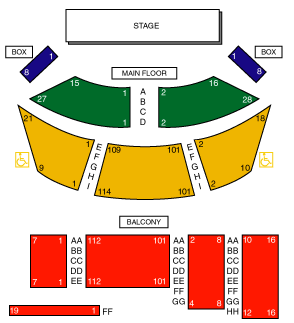 STAGE
BOX
BOX
1
8
1
8
MAIN FLOOR
15
1
A
2
16
27
B
28
C
1
D
2
21
18
1
E
109
101
E
2
F
F
9
G
G
10
H
H
1
I
114
101
I
2
BALCONY
7 1 AA 112 101 AA 2 8 AA 10 16
BB BB BB
CC CC CC
DD DD DD
7 1 EE 112 101 EE EE
FF FF
GG 4 8 GG
HH 12 16
19 1 FF